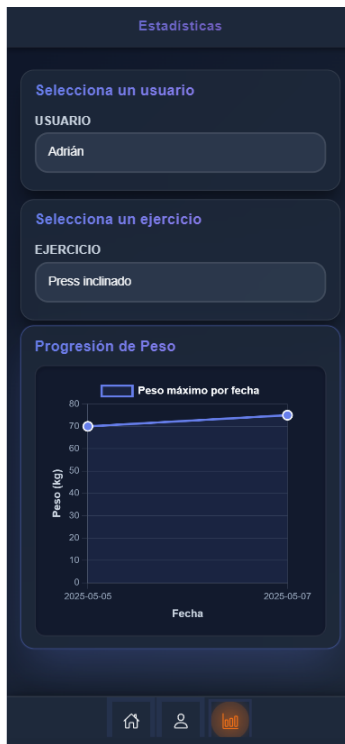 Estadísticas
Selecciona un usuario
USUARIO
Adrián
Selecciona un ejercicio
EJERCICIO
Press inclinado
Progresión de Peso
Peso máximo por fecha
80
70
60
50
40
30
20
10
0
Peso (kg)
2025-05-05 2025-05-07
Fecha